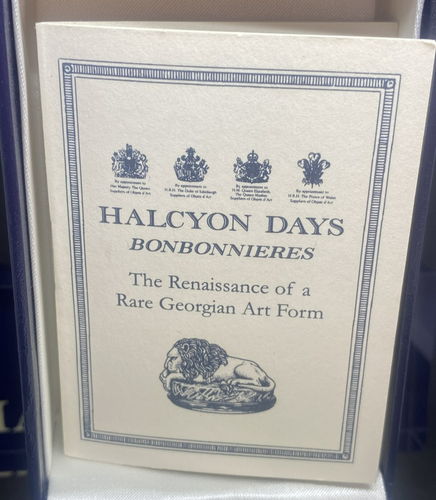 By appointment to By appointment to By appointment to By appointment to
Her Majesty The Queen H.R.H. The Duke of Edinburgh H.M. Queen Elizabeth, H.R.H. The Prince of Wales
Suppliers of Objets d'Art Suppliers of Objets d'Art The Queen Mother Suppliers of Objets d'Art
Suppliers of Objets d'Art
HALCYON DAYS
BONBONNIERES
The Renaissance of a
Rare Georgian Art Form